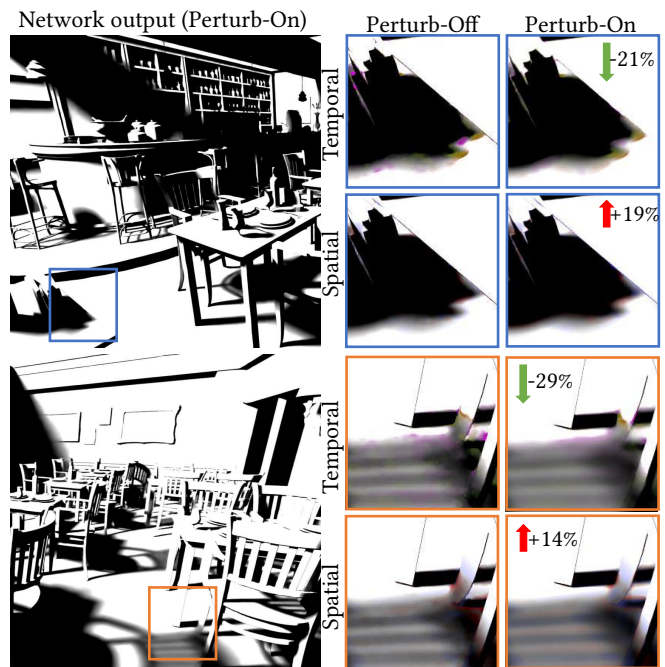 Network output (Perturb-On)
Perturb-Off
Perturb-On
Temporal
-21%
Spatial
+19%
Temporal
-29%
Spatial
+14%